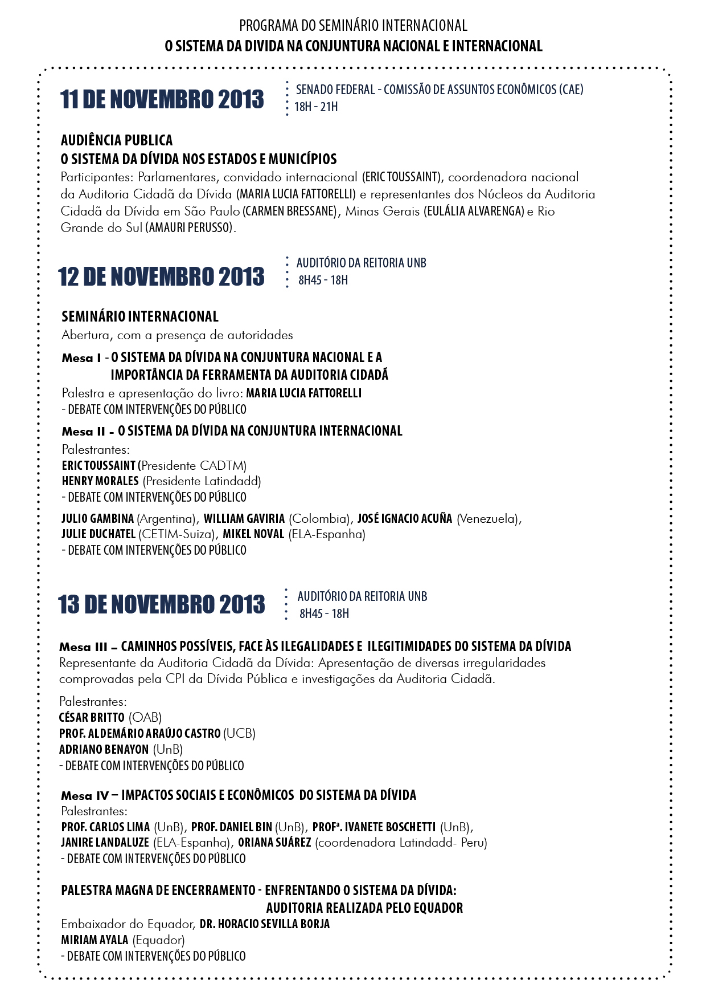 PROGRAMA DO SEMINÁRIO INTERNACIONAL
O SISTEMA DA DIVIDA NA CONJUNTURA NACIONAL E INTERNACIONAL
11 DE NOVEMBRO 2013
SENADO FEDERAL - COMISSÃO DE ASSUNTOS ECONÔMICOS (CAE)
18H - 21H
AUDIÊNCIA PUBLICA
O SISTEMA DA DÍVIDA NOS ESTADOS E MUNICÍPIOS
Participantes: Parlamentares, convidado internacional (ERIC TOUSSAINT), coordenadora nacional
da Auditoria Cidadã da Dívida (MARIA LUCIA FATTORELLI) e representantes dos Núcleos da Auditoria
Cidadã da Dívida em São Paulo (CARMEN BRESSANE), Minas Gerais (EULÁLIA ALVARENGA) e Rio
Grande do Sul (AMAURI PERUSSO).
12 DE NOVEMBRO 2013
AUDITÓRIO DA REITORIA UNB
8H45 - 18H
SEMINÁRIO INTERNACIONAL
Abertura, com a presença de autoridades
Mesa I - O SISTEMA DA DÍVIDA NA CONJUNTURA NACIONAL E A
IMPORTÂNCIA DA FERRAMENTA DA AUDITORIA CIDADÃ
Palestra e apresentação do livro: MARIA LUCIA FATTORELLI
- DEBATE COM INTERVENÇÕES DO PÚBLICO
Mesa II - O SISTEMA DA DÍVIDA NA CONJUNTURA INTERNACIONAL
Palestrantes:
ERIC TOUSSAINT (Presidente CADTM)
HENRY MORALES (Presidente Latindadd)
- DEBATE COM INTERVENÇÕES DO PÚBLICO
JULIO GAMBINA (Argentina), WILLIAM GAVIRIA (Colombia), JOSÉ IGNACIO ACUÑA (Venezuela),
JULIE DUCHATEL (CETIM-Suiza), MIKEL NOVAL (ELA-Espanha)
- DEBATE COM INTERVENÇÕES DO PÚBLICO
13 DE NOVEMBRO 2013
AUDITÓRIO DA REITORIA UNB
8H45 - 18H
Mesa III – CAMINHOS POSSÍVEIS, FACE ÀS ILEGALIDADES E ILEGITIMIDADES DO SISTEMA DA DÍVIDA
Representante da Auditoria Cidadã da Dívida: Apresentação de diversas irregularidades
comprovadas pela CPI da Dívida Pública e investigações da Auditoria Cidadã.
Palestrantes:
CÉSAR BRITTO (OAB)
PROF. ALDEMÁRIO ARAÚJO CASTRO (UCB)
ADRIANO BENAYON (UnB)
- DEBATE COM INTERVENÇÕES DO PÚBLICO
Mesa IV – IMPACTOS SOCIAIS E ECONÔMICOS DO SISTEMA DA DÍVIDA
Palestrantes:
PROF. CARLOS LIMA (UnB), PROF. DANIEL BIN (UnB), PROFª. IVANETE BOSCHETTI (UnB),
JANIRE LANDALUZE (ELA-Espanha), ORIANA SUÁREZ (coordenadora Latindadd- Peru)
- DEBATE COM INTERVENÇÕES DO PÚBLICO
PALESTRA MAGNA DE ENCERRAMENTO - ENFRENTANDO O SISTEMA DA DÍVIDA:
AUDITORIA REALIZADA PELO EQUADOR
Embaixador do Equador, DR. HORACIO SEVILLA BORJA
MIRIAM AYALA (Equador)
- DEBATE COM INTERVENÇÕES DO PÚBLICO